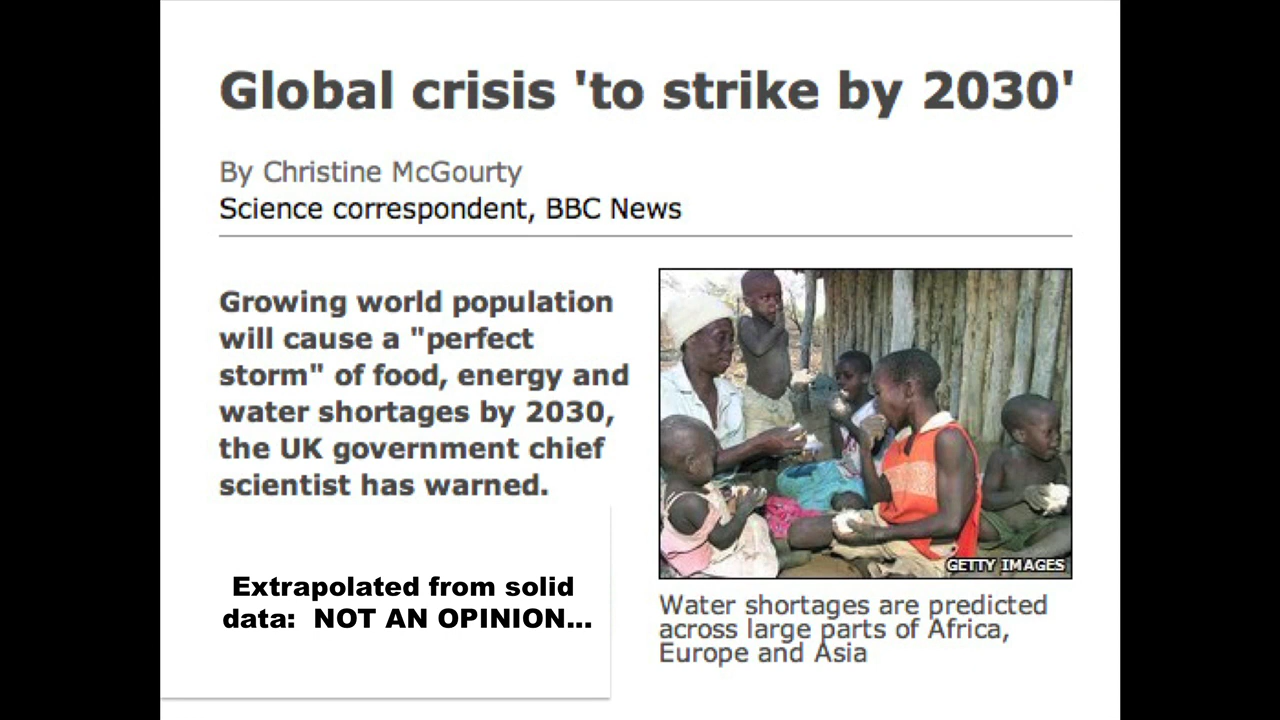 Global crisis 'to strike by 2030'
By Christine McGourty
Science correspondent, BBC News
Growing world population
will cause a "perfect
storm" of food, energy and
water shortages by 2030,
the UK government chief
scientist has warned.
Extrapolated from solid
data:  NOT AN OPINION...
GETTY IMAGES
Water shortages are predicted
across large parts of Africa,
Europe and Asia